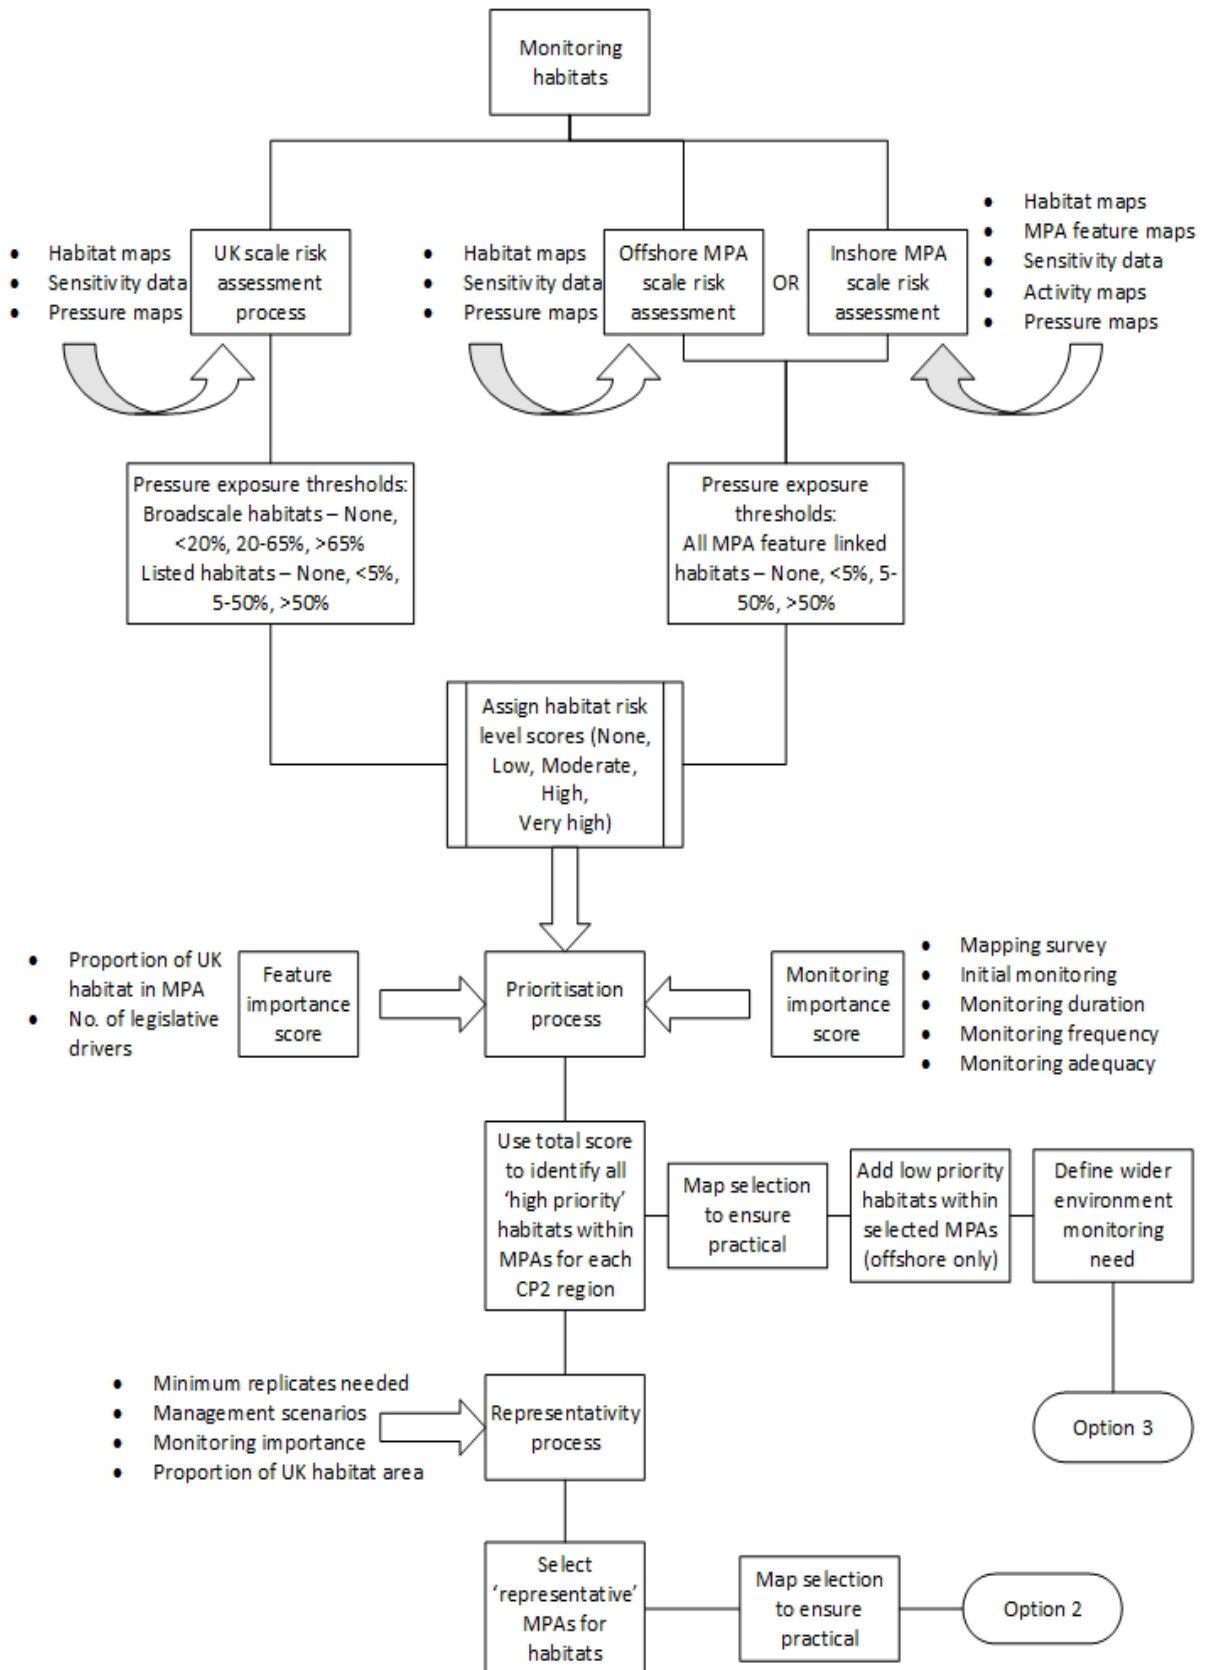 Monitoring
habitats
• Habitat maps
• Sensitivity data
• Pressure maps
UK scale risk
assessment
process
• Habitat maps
• Sensitivity data
• Pressure maps
Offshore MPA
scale risk
assessment
OR
Inshore MPA
scale risk
assessment
• Habitat maps
• MPA feature maps
• Sensitivity data
• Activity maps
• Pressure maps
Pressure exposure thresholds:
Broadscale habitats – None,
<20%, 20-65%, >65%
Listed habitats – None, <5%,
5-50%, >50%
Pressure exposure
thresholds:
All MPA feature linked
habitats – None, <5%, 5-
50%, >50%
Assign habitat risk
level scores (None,
Low, Moderate,
High,
Very high)
• Proportion of UK
habitat in MPA
• No. of legislative
drivers
Feature
importance
score
Prioritisation
process
Monitoring
importance
score
• Mapping survey
• Initial monitoring
• Monitoring duration
• Monitoring frequency
• Monitoring adequacy
Use total score
to identify all
‘high priority’
habitats within
MPAs for each
CP2 region
Map selection
to ensure
practical
Add low priority
habitats within
selected MPAs
(offshore only)
Define wider
environment
monitoring
need
Option 3
• Minimum replicates needed
• Management scenarios
• Monitoring importance
• Proportion of UK habitat area
Representativity
process
Select
‘representative’
MPAs for
habitats
Map selection
to ensure
practical
Option 2